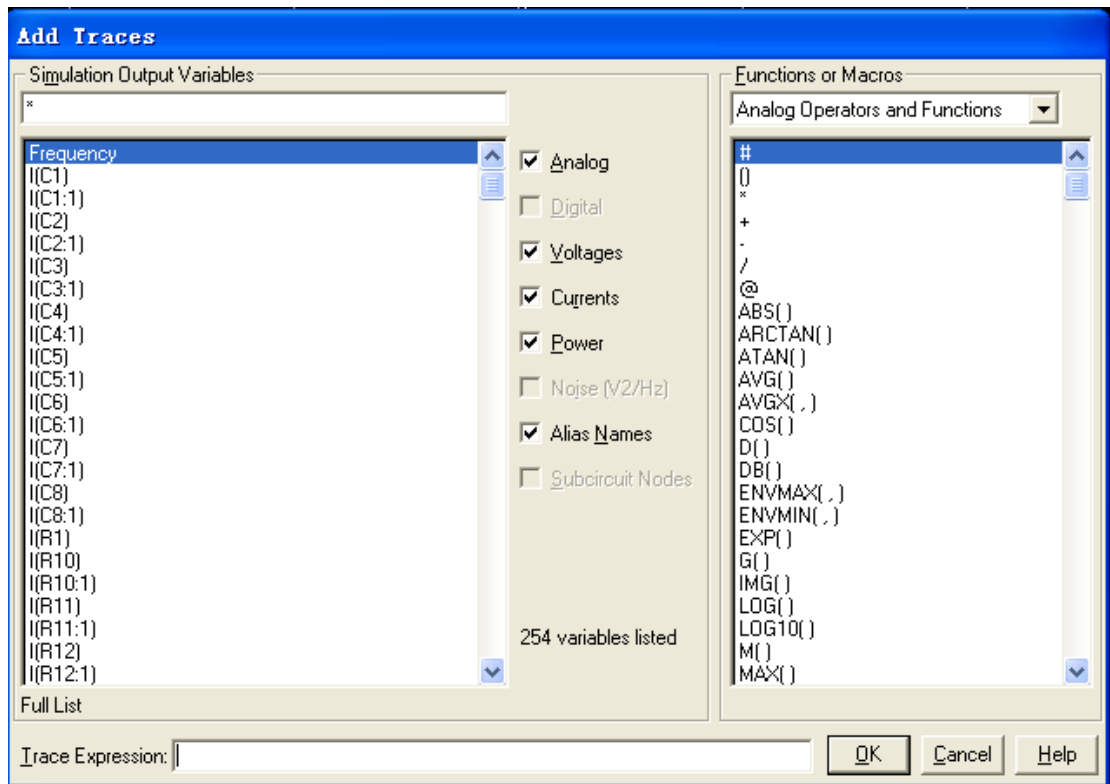 Add Traces
Simulation Output Variables
*
Frequency
I(C1)
I(C1:1)
I(C2)
I(C2:1)
I(C3)
I(C3:1)
I(C4)
I(C4:1)
I(C5)
I(C5:1)
I(C6)
I(C6:1)
I(C7)
I(C7:1)
I(C8)
I(C8:1)
I(R1)
I(R10)
I(R10:1)
I(R11)
I(R11:1)
I(R12)
I(R12:1)
Full List
Analog
Digital
Voltages
Currents
Power
Noise (V2/Hz)
Alias Names
Subcircuit Nodes
254 variables listed
Functions or Macros
Analog Operators and Functions
#
()
*
+
-
/
@
ABS( )
ARCTAN( )
ATAN( )
AVG( )
AVGX( , )
COS( )
D( )
DB( )
ENVMAX( , )
ENVMIN( , )
EXP( )
G( )
IMG( )
LOG( )
LOG10( )
M( )
MAX( )
Trace Expression:
OK
Cancel
Help